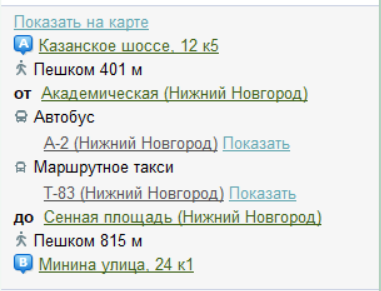 Показать на карте
A Казанское шоссе, 12 к5
Пешком 401 м
от Академическая (Нижний Новгород)
Автобус
А-2 (Нижний Новгород) Показать
Маршрутное такси
Т-83 (Нижний Новгород) Показать
до Сенная площадь (Нижний Новгород)
Пешком 815 м
B Минина улица, 24 к1